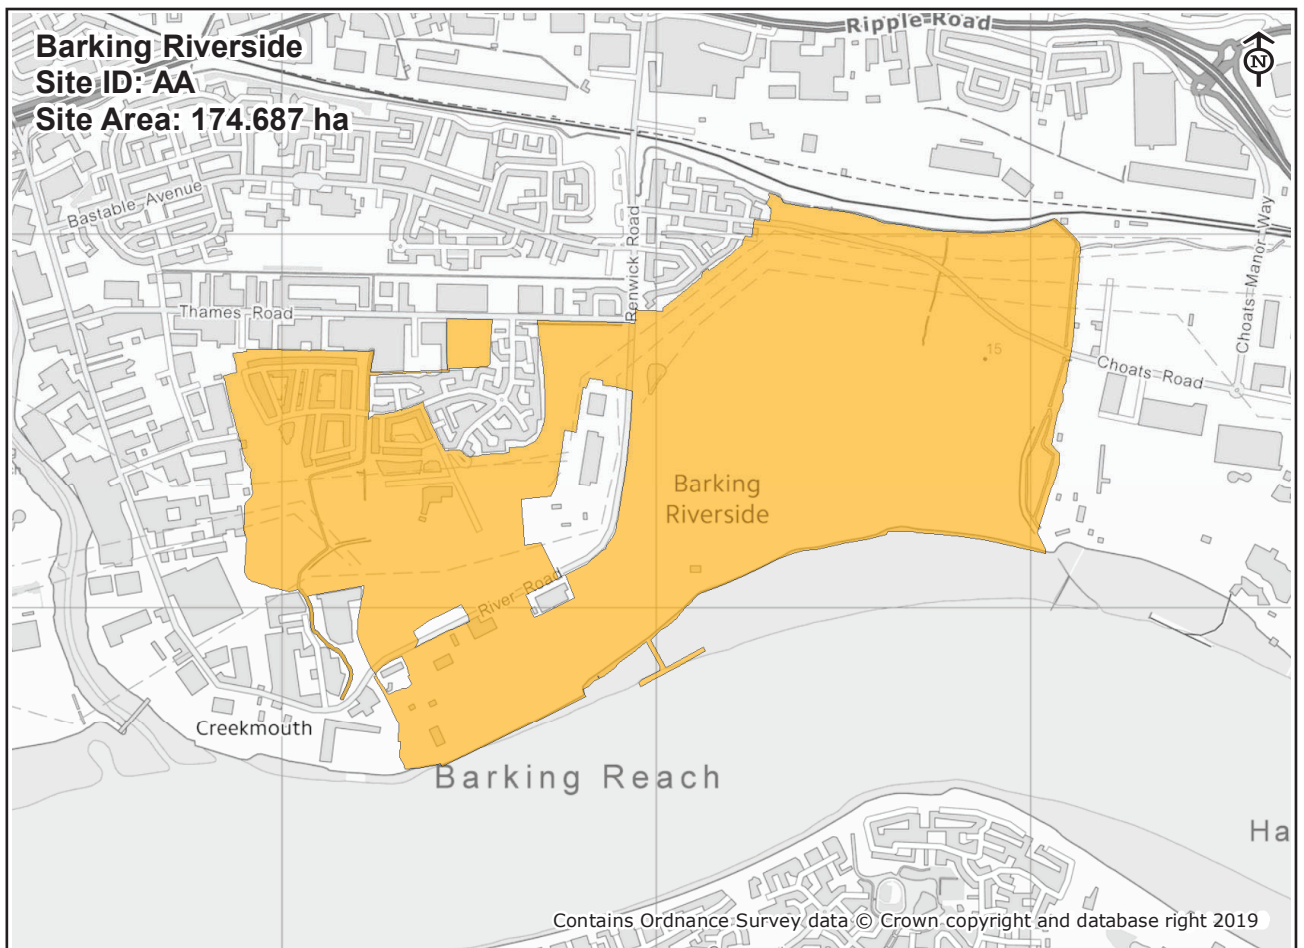 Barking Riverside
Site ID: AA
Site Area: 174.687 ha
Ripple Road
N
Bastable Avenue
Renwick Road
Choats Manor Way
Thames Road
15
Choats Road
Barking
Riverside
River Road
Creekmouth
Barking Reach
Ha
Contains Ordnance Survey data © Crown copyright and database right 2019